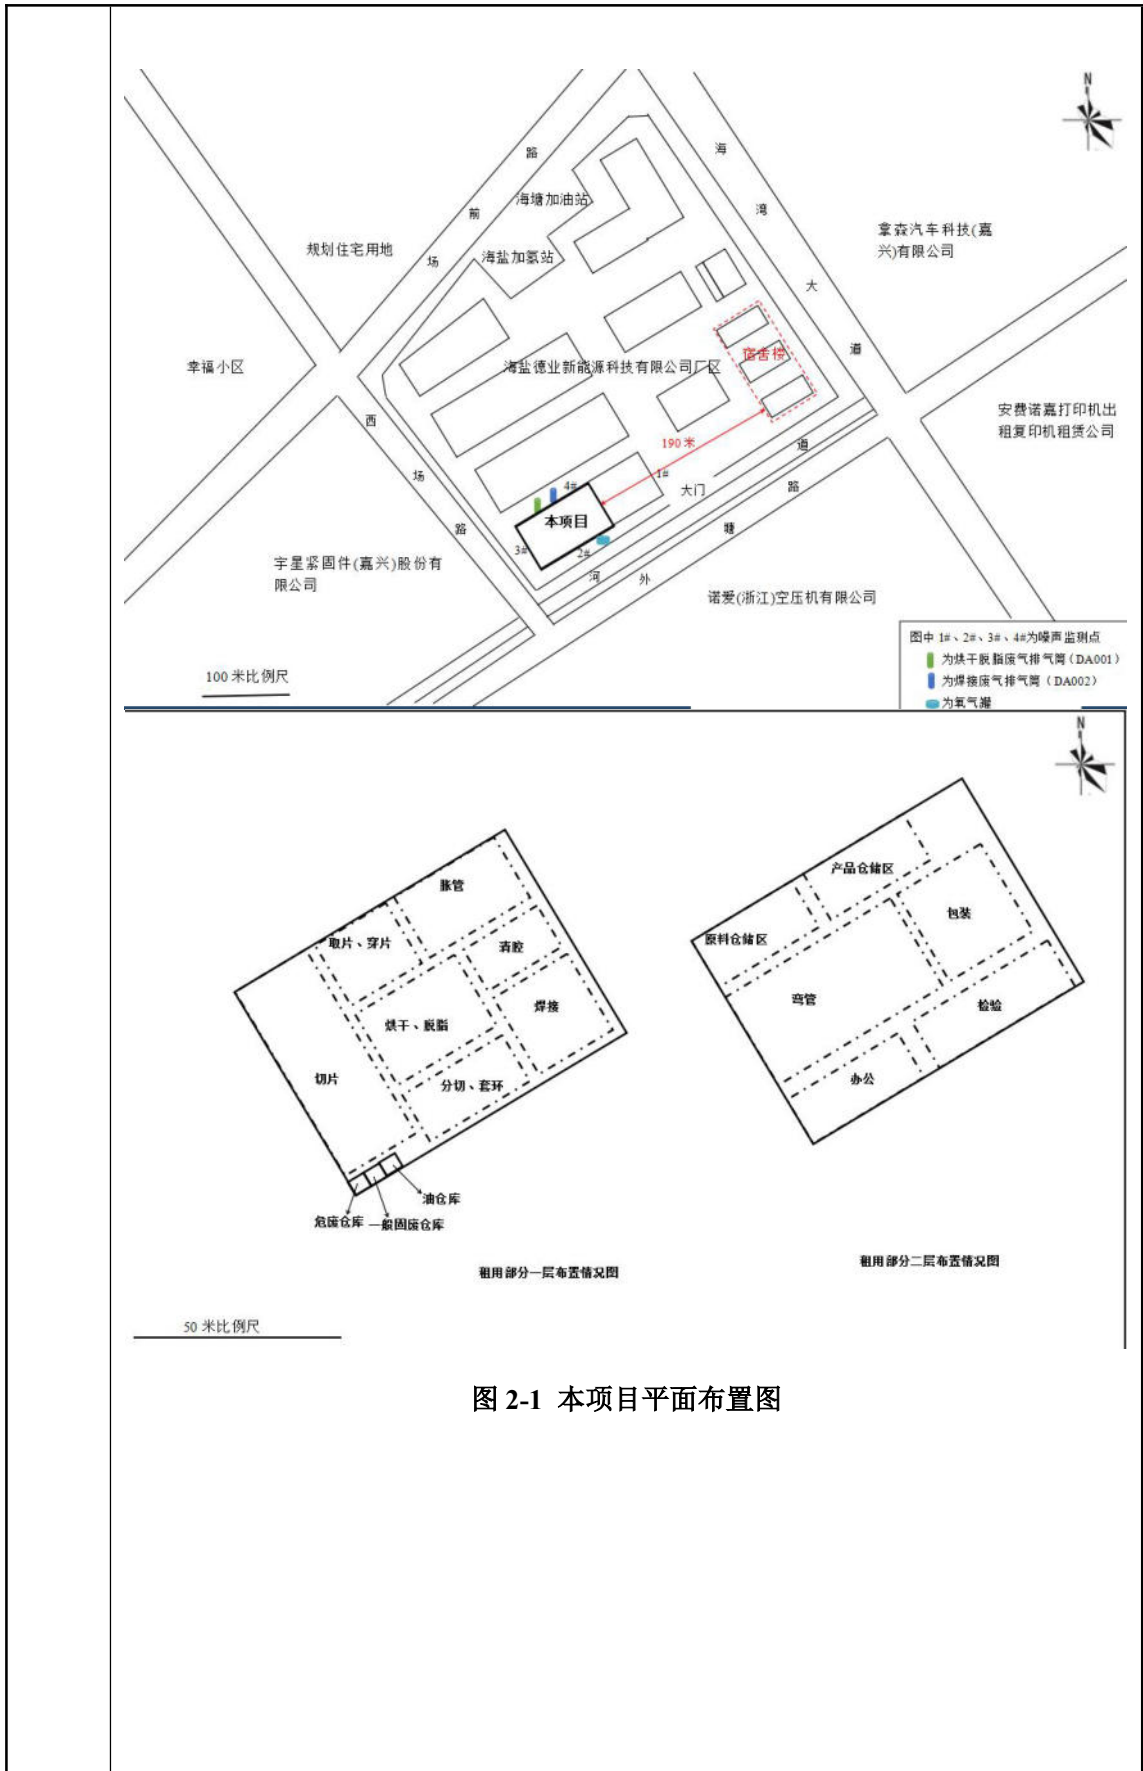 N
路
海
前
海塘加油站
湾
规划住宅用地
场
海盐加氢站
拿森汽车科技(嘉
兴)有限公司
大
道
幸福小区
海盐德业新能源科技有限公司厂区
宿舍楼
西
安费诺嘉打印机出
租复印机租赁公司
190 米
道
场
1#
4#
大门
路
本项目
路
塘
3#
2#
宇星紧固件(嘉兴)股份有
限公司
河
外
诺爱(浙江)空压机有限公司
图中 1#、2#、3#、4#为噪声监测点
为烘干脱脂废气排气筒（DA001）
为焊接废气排气筒（DA002）
为氧气罐
100 米比例尺
N
胀管
取片、穿片
清腔
烘干、脱脂
焊接
切片
分切、套环
油仓库
危废仓库
一般固废仓库
租用部分一层布置情况图
产品仓储区
包装
原料仓储区
弯管
检验
办公
租用部分二层布置情况图
50 米比例尺
图 2-1 本项目平面布置图